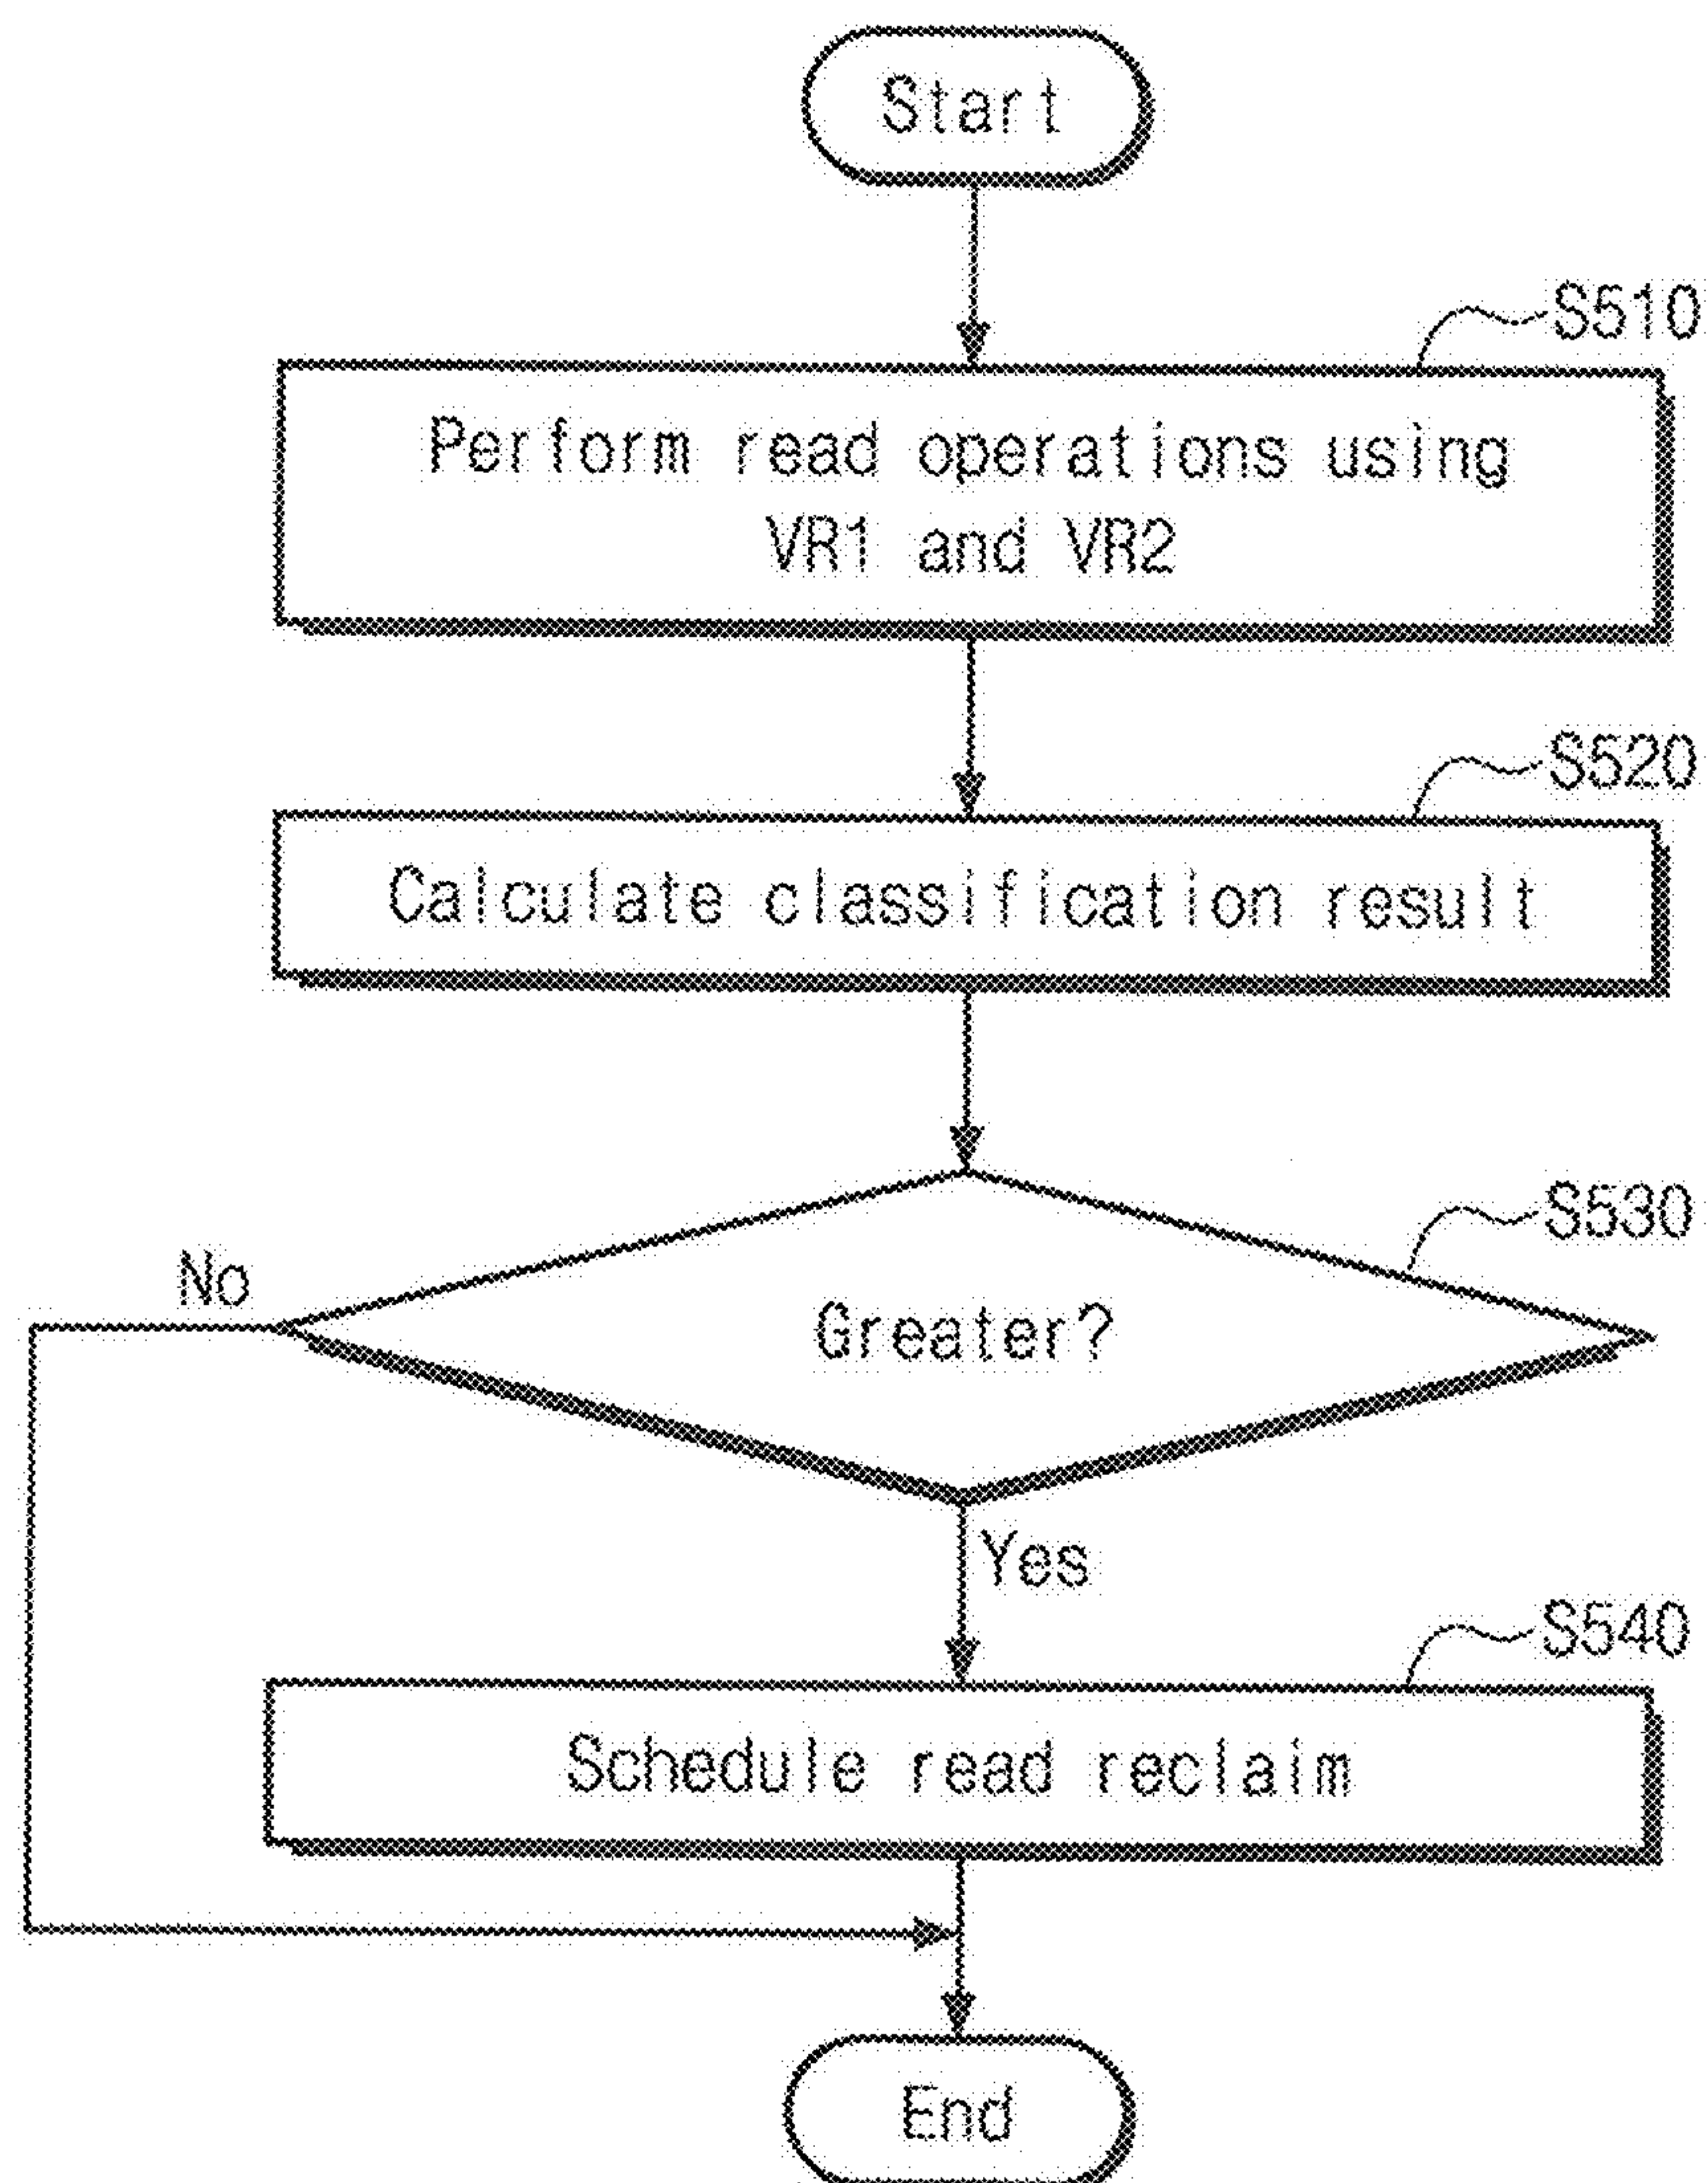 Start
S510
Perform read operations using
VR1 and VR2
S520
Calculate classification result
S530
No
Greater?
Yes
S540
Schedule read reclaim
End